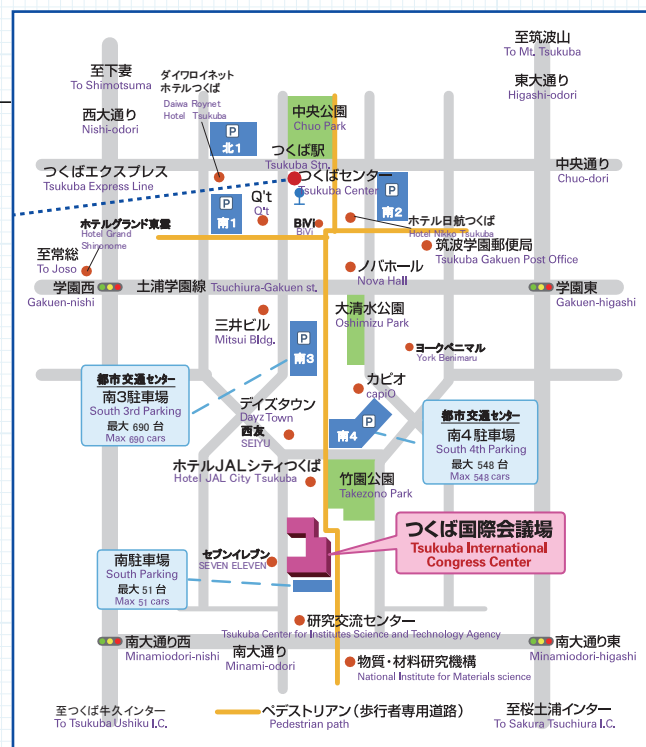 至筑波山
To Mt. Tsukuba
至下妻
To Shimotsuma
ダイワロイネット
ホテルつくば
Daiwa Roynet
Hotel Tsukuba
東大通り
Higashi-odori
西大通り
Nishi-odori
P
北1
中央公園
Chuo Park
つくば駅
Tsukuba Stn.
中央通り
Chuo-dori
つくばエクスプレス
Tsukuba Express Line
つくばセンター
Tsukuba Center
P
南2
P
南1
Q't
Q't
BiVi
BiVi
ホテル日航つくば
Hotel Nikko Tsukuba
ホテルグランド東雲
Hotel Grand
Shinonome
筑波学園郵便局
Tsukuba Gakuen Post Office
至常総
To Joso
ノバホール
Nova Hall
学園西
Gakuen-nishi
土浦学園線 Tsuchiura-Gakuen st.
学園東
Gakuen-higashi
大清水公園
Oshimizu Park
三井ビル
Mitsui Bldg.
P
南3
ヨークベニマル
York Benimaru
都市交通センター
南3駐車場
South 3rd Parking
最大 690 台
Max 690 cars
カピオ
capiO
デイズタウン
Dayz Town
西友
SEIYU
P
南4
都市交通センター
南4駐車場
South 4th Parking
最大 548 台
Max 548 cars
ホテルJALシティつくば
Hotel JAL City Tsukuba
竹園公園
Takezono Park
つくば国際会議場
Tsukuba International
Congress Center
セブンイレブン
SEVEN ELEVEN
南駐車場
South Parking
最大 51 台
Max 51 cars
研究交流センター
Tsukuba Center for Institutes Science and Technology Agency
南大通り西
Minamiodori-nishi
南大通り
Minami-odori
南大通り東
Minamiodori-higashi
物質・材料研究機構
National Institute for Materials science
至つくば牛久インター
To Tsukuba Ushiku I.C.
ペデストリアン(歩行者専用道路)
Pedestrian path
至桜土浦インター
To Sakura Tsuchiura I.C.